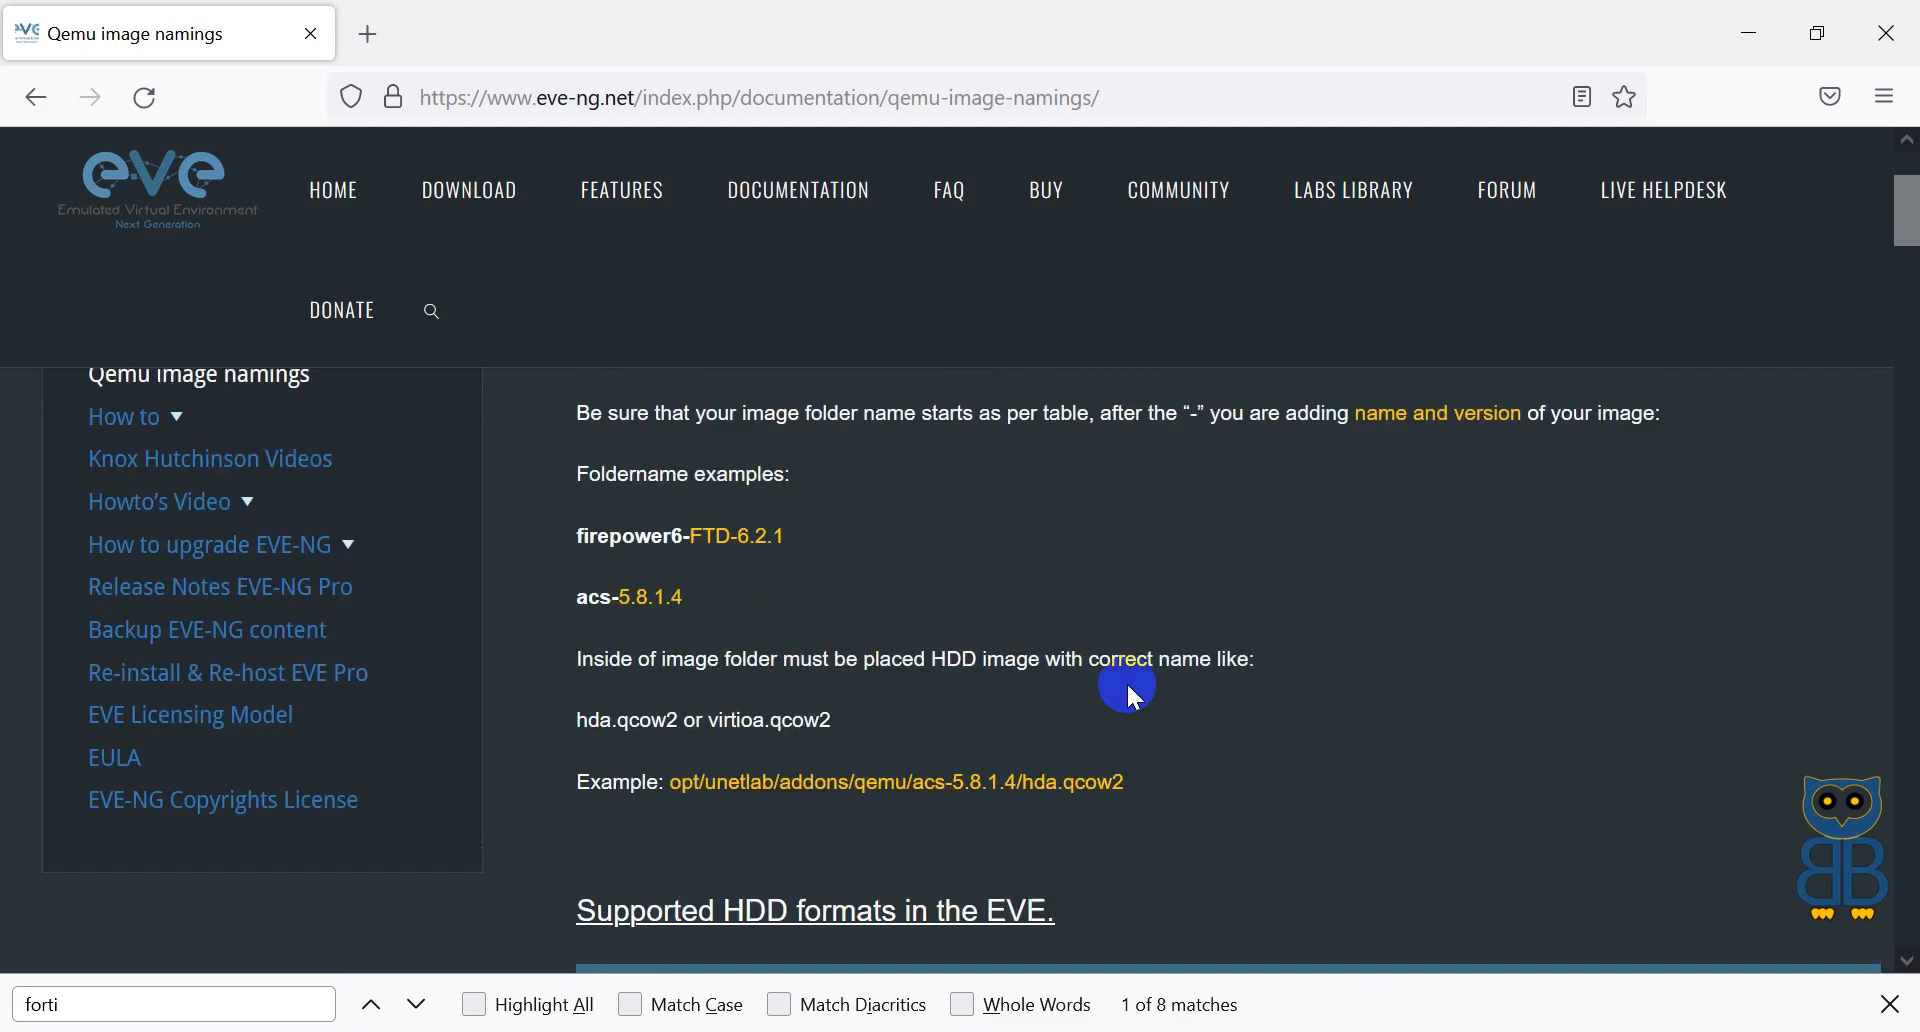 Qemu image namings
https://www.eve-ng.net/index.php/documentation/qemu-image-namings/
eve
Emulated Virtual Environment
Next Generation
HOME DOWNLOAD FEATURES DOCUMENTATION FAQ BUY COMMUNITY LABS LIBRARY FORUM LIVE HELPDESK
DONATE
Qemu image namings
How to
Knox Hutchinson Videos
Howto's Video
How to upgrade EVE-NG
Release Notes EVE-NG Pro
Backup EVE-NG content
Re-install & Re-host EVE Pro
EVE Licensing Model
EULA
EVE-NG Copyrights License
Be sure that your image folder name starts as per table, after the “-” you are adding name and version of your image:
Foldername examples:
firepower6-FTD-6.2.1
acs-5.8.1.4
Inside of image folder must be placed HDD image with correct name like:
hda.qcow2 or virtioa.qcow2
Example: opt/unetlab/addons/qemu/acs-5.8.1.4/hda.qcow2
Supported HDD formats in the EVE.
BB
forti Highlight All Match Case Match Diacritics Whole Words 1 of 8 matches